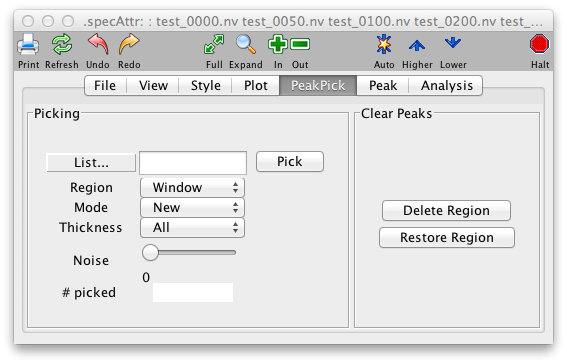 .specAttr: : test_0000.nv test_0050.nv test_0100.nv test_0200.nv test_...
Print Refresh Undo Redo Full Expand In Out Auto Higher Lower Halt
File View Style Plot PeakPick Peak Analysis
Picking Clear Peaks
List... Pick
Region Window
Mode New
Thickness All
Noise
0
# picked
Delete Region
Restore Region